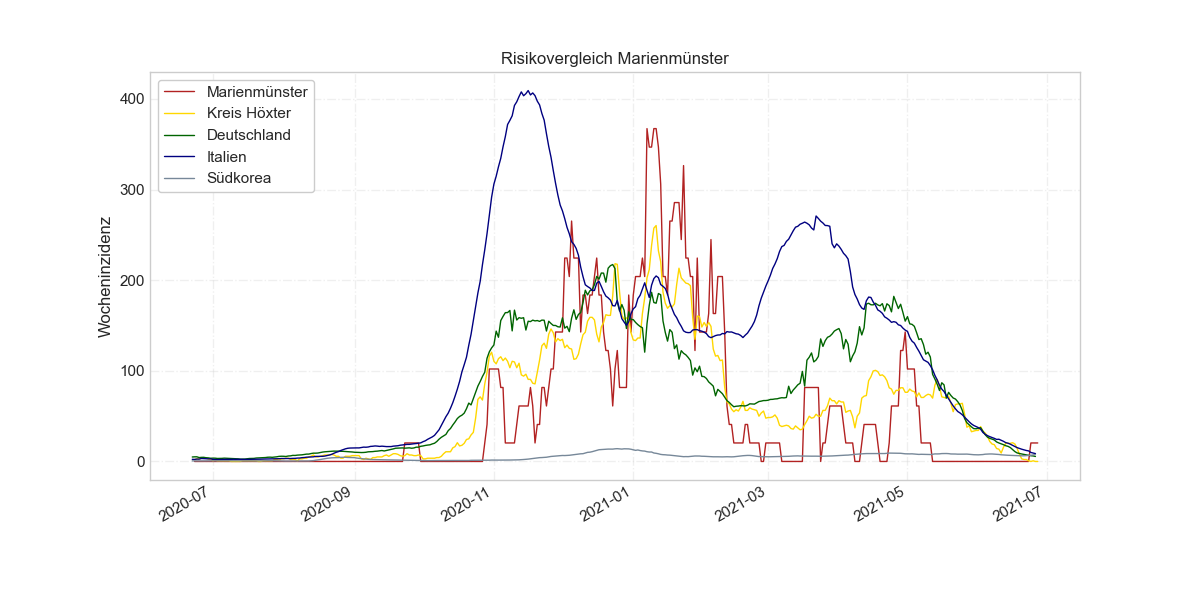 Risikovergleich Marienmünster
Marienmünster
Kreis Höxter
Deutschland
Italien
Südkorea
Wocheninzidenz
400
300
200
100
0
2020-07
2020-09
2020-11
2021-01
2021-03
2021-05
2021-07